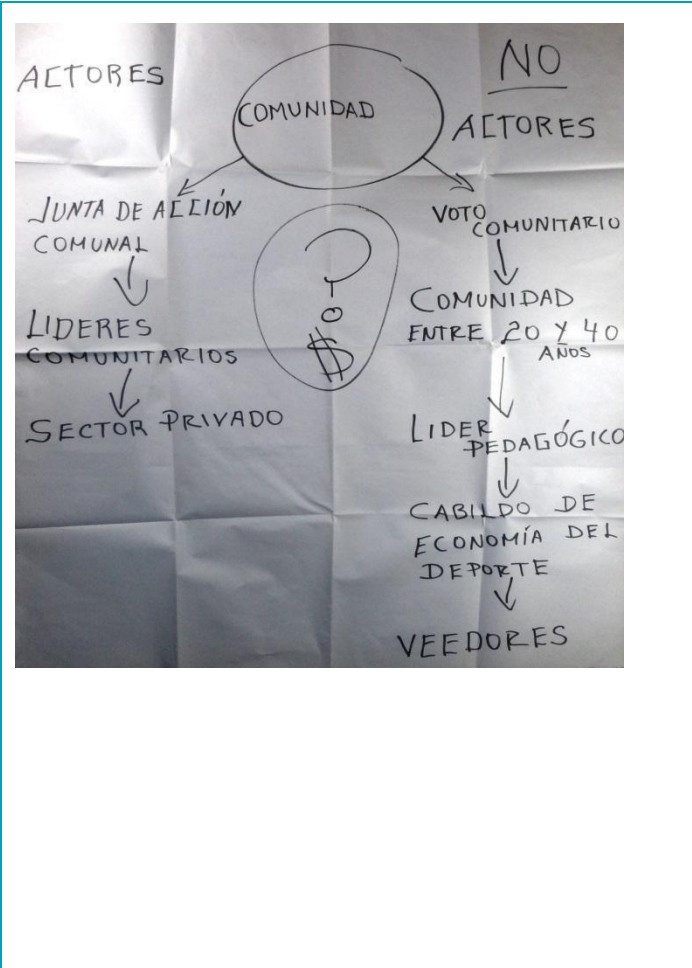 ACTORES
NO
ACTORES
COMUNIDAD
JUNTA DE ACCIÓN
COMUNAL
LIDERES
COMUNITARIOS
SECTOR PRIVADO
?
Y
O
$
VOTO
COMUNITARIO
COMUNIDAD
ENTRE 20 Y 40
AÑOS
LIDER
PEDAGÓGICO
CABILDO DE
ECONOMÍA DEL
DEPORTE
VEEDORES